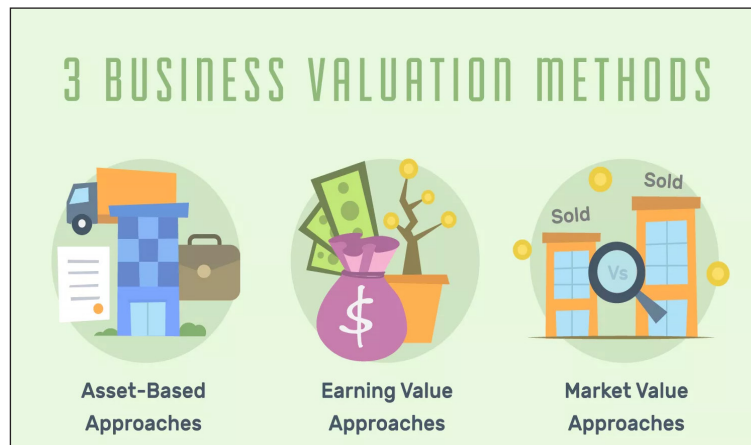 3 BUSINESS VALUATION METHODS
Sold
Sold
Vs
$
Asset-Based
Approaches
Earning Value
Approaches
Market Value
Approaches